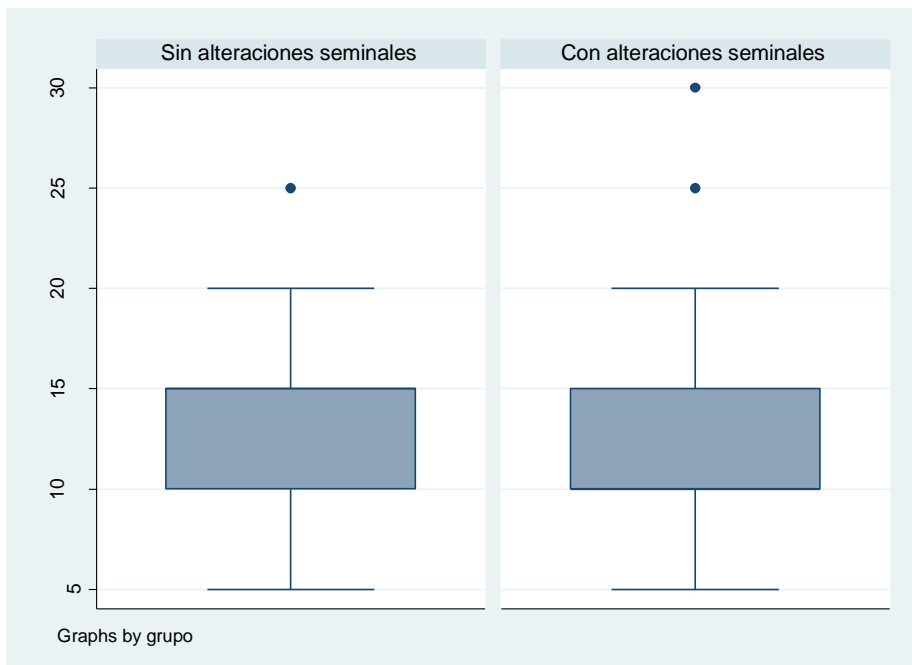 Sin alteraciones seminales
Con alteraciones seminales
30
25
20
15
10
5
Graphs by grupo